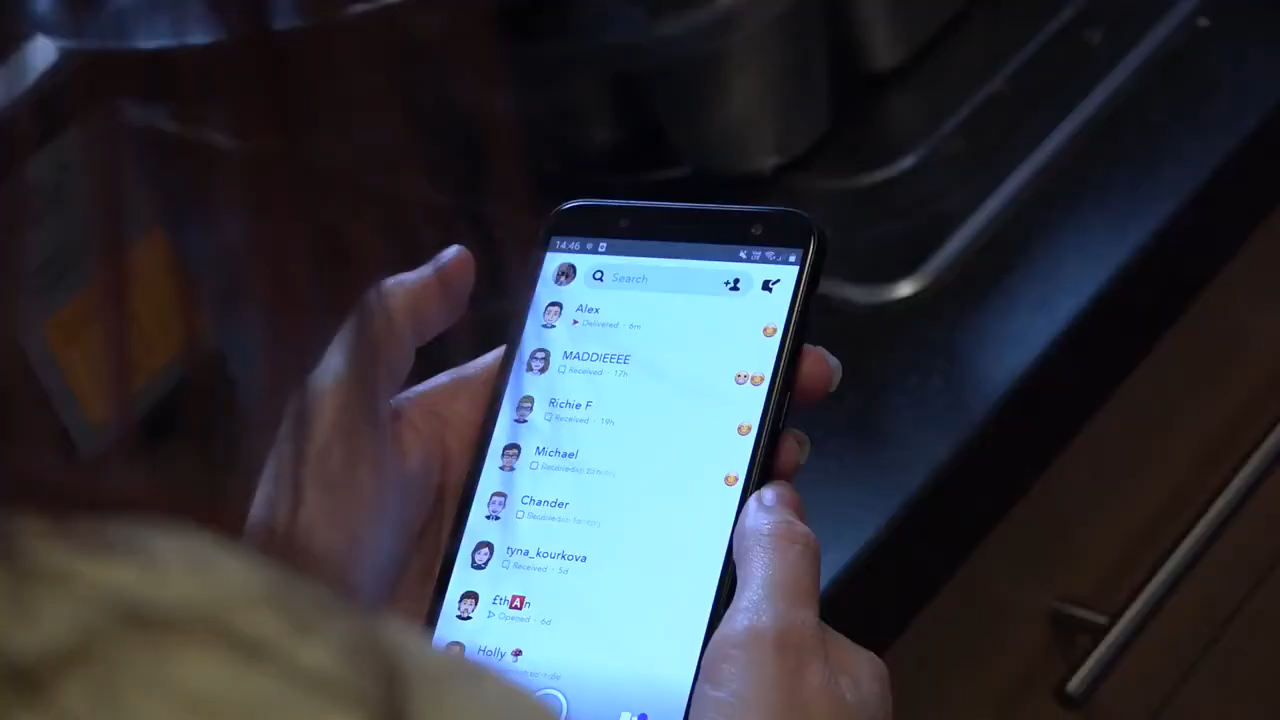 14:46
Search
Alex
Delivered · 6m
MADDIEEEE
Received · 17h
Richie F
Received · 19h
Michael
Chander
tyna_kourkova
Received · 5d
£th🅰n
Opened · 6d
Holly 🍄